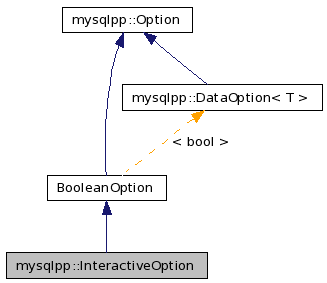 mysqlpp::Option
mysqlpp::DataOption< T >
< bool >
BooleanOption
mysqlpp::InteractiveOption